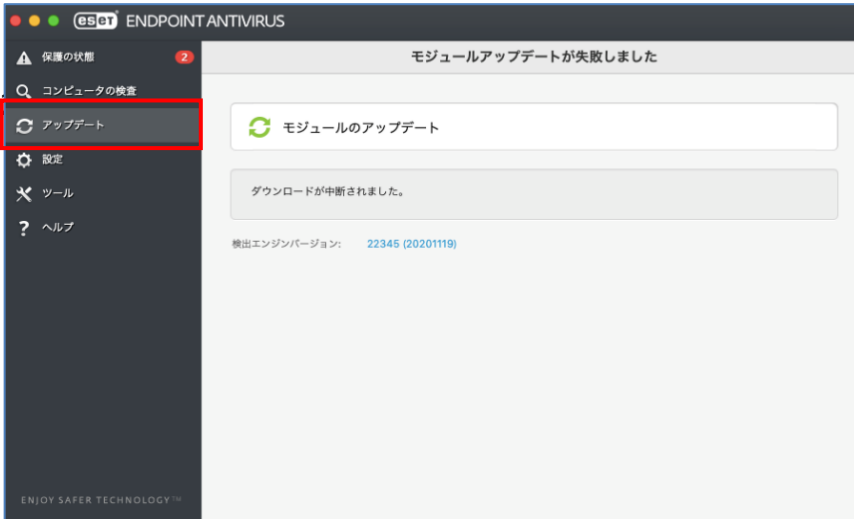 eset ENDPOINT ANTIVIRUS
保護の状態 2
モジュールアップデートが失敗しました
コンピュータの検査
アップデート
モジュールのアップデート
設定
ツール
ダウンロードが中断されました。
ヘルプ
検出エンジンバージョン: 22345 (20201119)
ENJOY SAFER TECHNOLOGY™